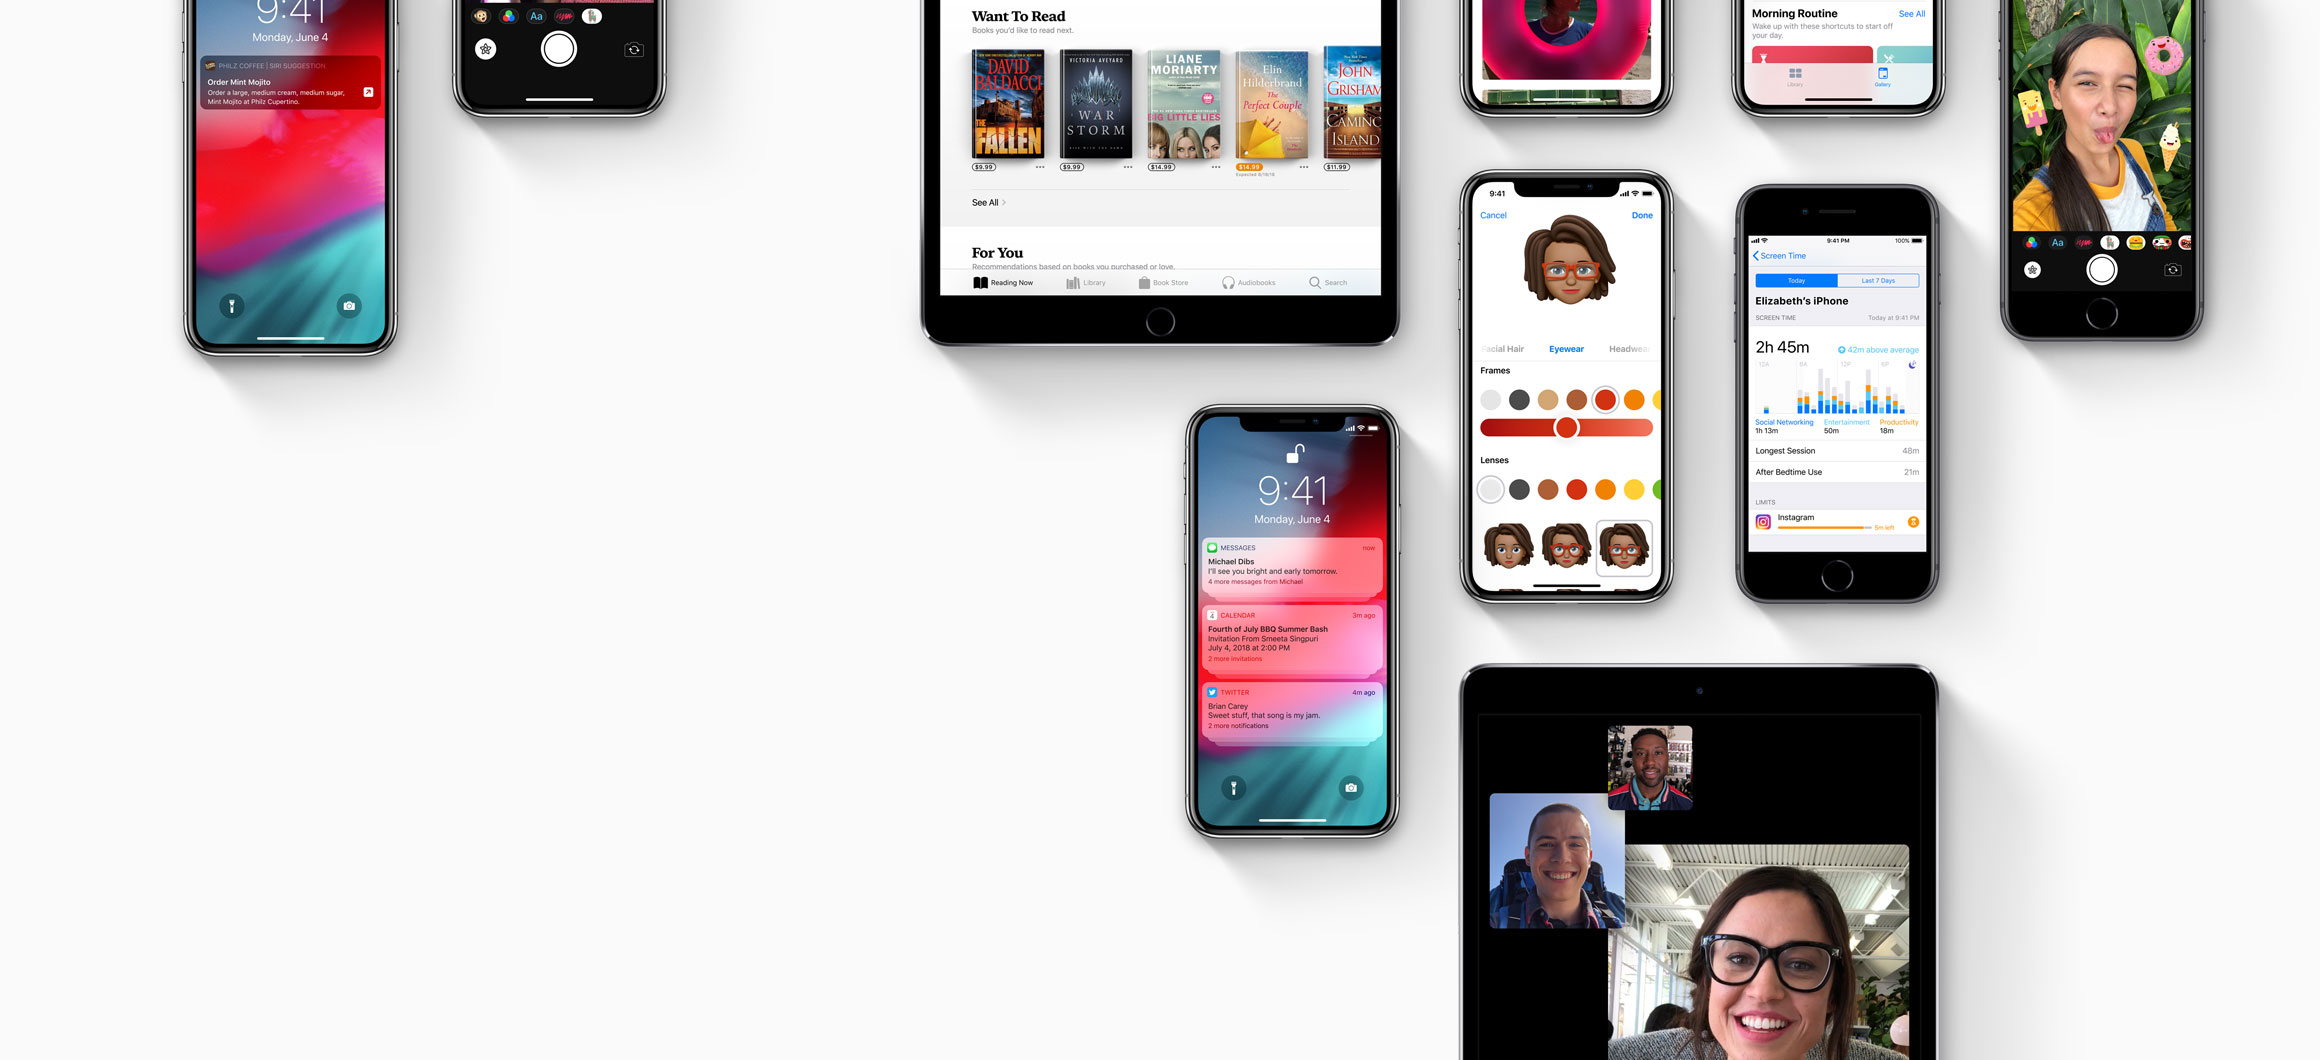 9:41
Monday, June 4
PHILZ COFFEE | SIRI SUGGESTION
Order Mint Mojito
Order a large, medium cream, medium sugar,
Mint Mojito at Philz Cupertino.
Aa
Want To Read
Books you'd like to read next.
DAVID
BALDACCI
THE
FALLEN
$9.99
VICTORIA AVEYARD
WAR
STORM
$9.99
LIANE
MORIARTY
BIG LITTLE LIES
$14.99
Elin
Hilderbrand
The
Perfect Couple
$14.99
JOHN
GRISHAM
CAMINO
ISLAND
$11.99
See All
For You
Recommendations based on books you purchased or love.
Reading Now
Library
Book Store
Audiobooks
Search
Morning Routine
See All
Wake up with these shortcuts to start off
your day.
Library
Gallery
Aa
9:41
Cancel
Done
Facial Hair
Eyewear
Headwear
Frames
Lenses
9:41 PM
100%
Screen Time
Today
Last 7 Days
Elizabeth's iPhone
SCREEN TIME
Today at 9:41 PM
2h 45m
42m above average
12A
6A
12P
6P
Social Networking
Entertainment
Productivity
1h 13m
50m
18m
Longest Session
48m
After Bedtime Use
21m
LIMITS
Instagram
5m left
9:41
Monday, June 4
MESSAGES
now
Michael Dibs
I'll see you bright and early tomorrow.
4 more messages from Michael
CALENDAR
3m ago
Fourth of July BBQ Summer Bash
Invitation From Smeeta Singpuri
July 4, 2018 at 2:00 PM
2 more invitations
TWITTER
4m ago
Brian Carey
Sweet stuff, that song is my jam.
2 more notifications